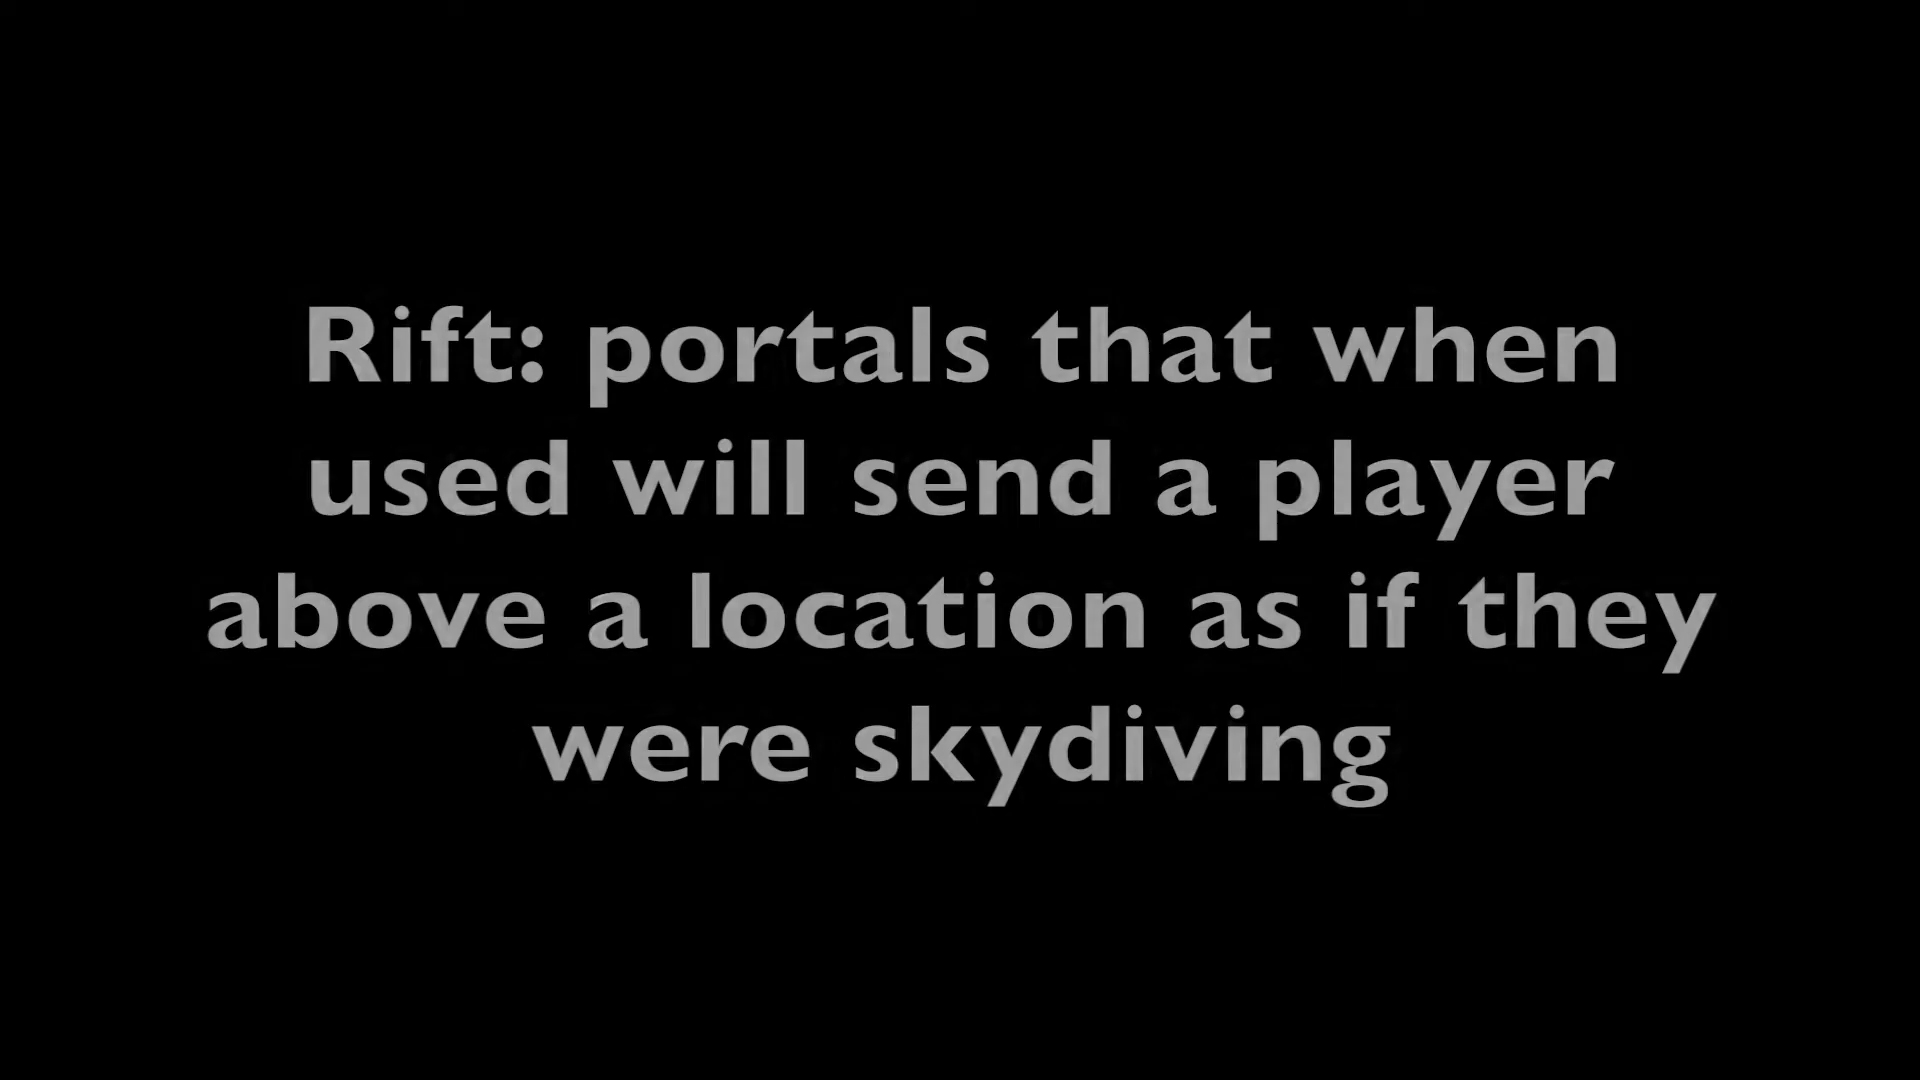 Rift: portals that when
used will send a player
above a location as if they
were skydiving